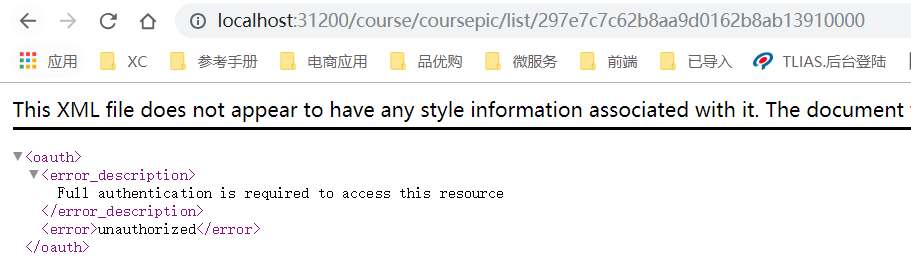 localhost:31200/course/coursepic/list/297e7c7c62b8aa9d0162b8ab13910000
应用 XC 参考手册 电商应用 品优购 微服务 前端 已导入 TLIAS.后台登陆
This XML file does not appear to have any style information associated with it. The document
<oauth>
<error_description>
Full authentication is required to access this resource
</error_description>
<error>unauthorized</error>
</oauth>